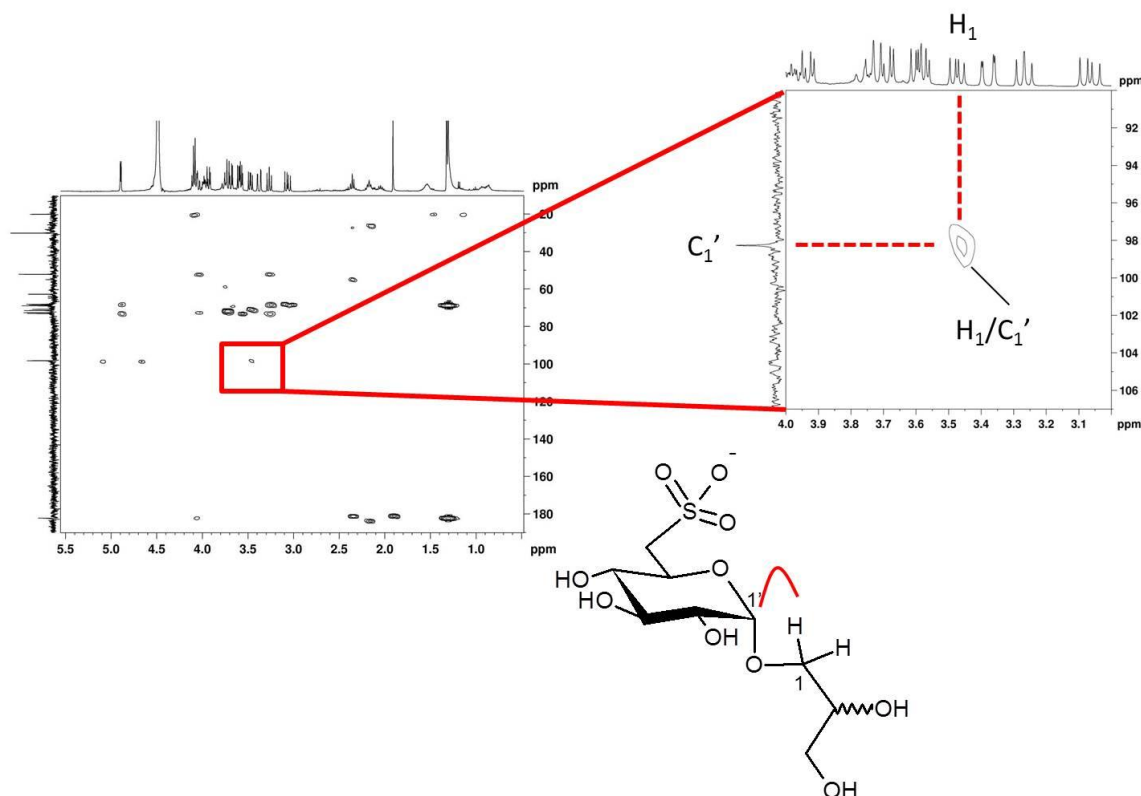 H₁
ppm
92
94
96
98
100
102
104
106
ppm
4.0 3.9 3.8 3.7 3.6 3.5 3.4 3.3 3.2 3.1
C₁’
H₁/C₁’
ppm
20
40
60
80
100
120
140
160
180
5.5 5.0 4.5 4.0 3.5 3.0 2.5 2.0 1.5 1.0 ppm
O O⁻
S
O
HO O
HO 1’
OH H
H
O
1
OH
OH